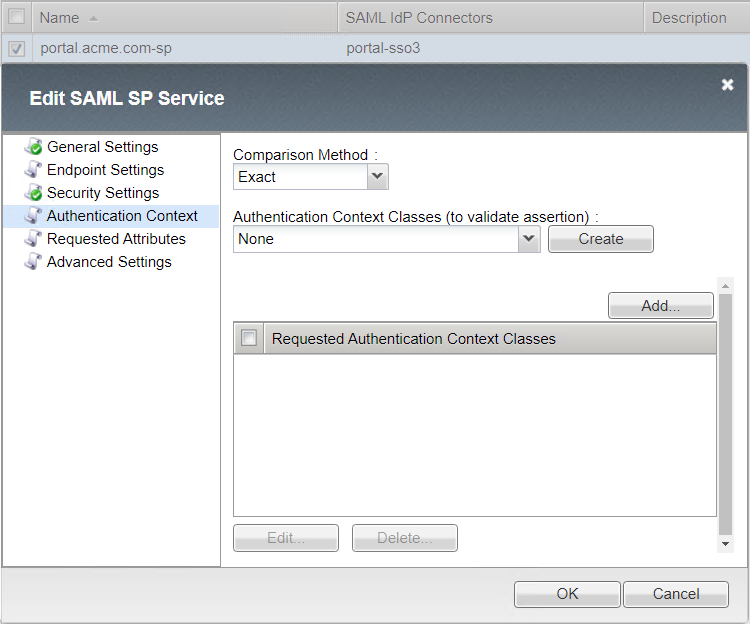 Name SAML IdP Connectors Description
portal.acme.com-sp portal-sso3
Edit SAML SP Service
General Settings
Endpoint Settings
Security Settings
Authentication Context
Requested Attributes
Advanced Settings
Comparison Method :
Exact
Authentication Context Classes (to validate assertion) :
None Create
Add...
Requested Authentication Context Classes
Edit... Delete...
OK Cancel